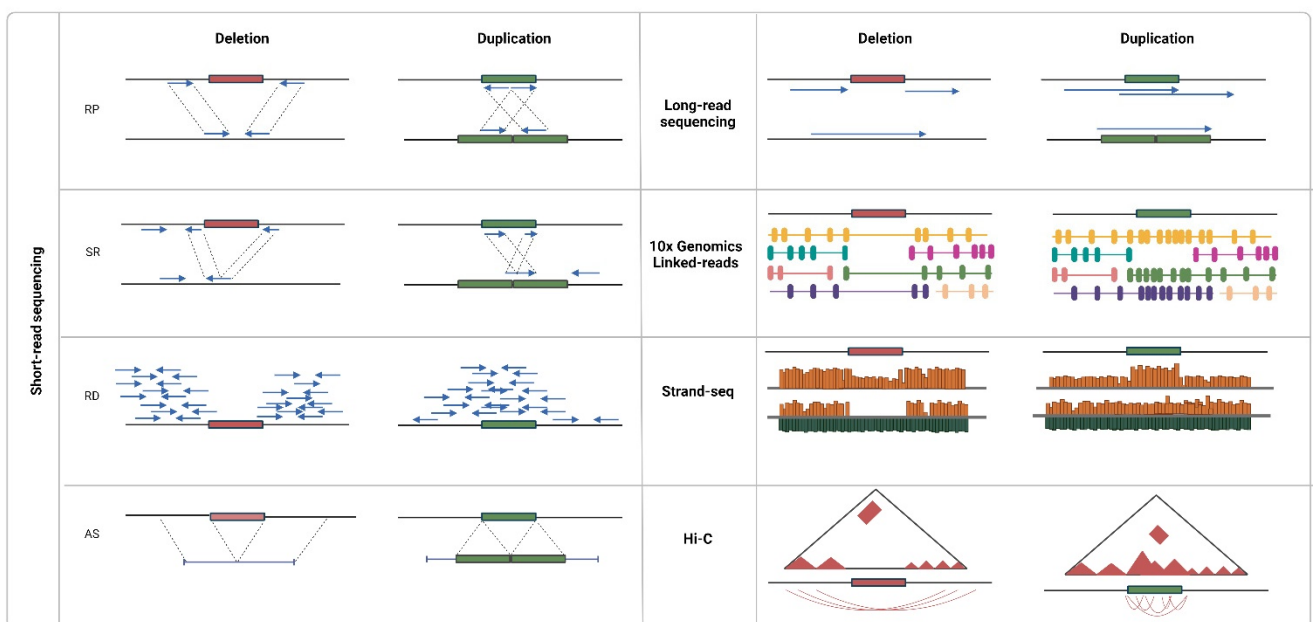 Deletion
Duplication
Deletion
Duplication
Short-read sequencing
RP
Long-read
sequencing
SR
10x Genomics
Linked-reads
RD
Strand-seq
AS
Hi-C